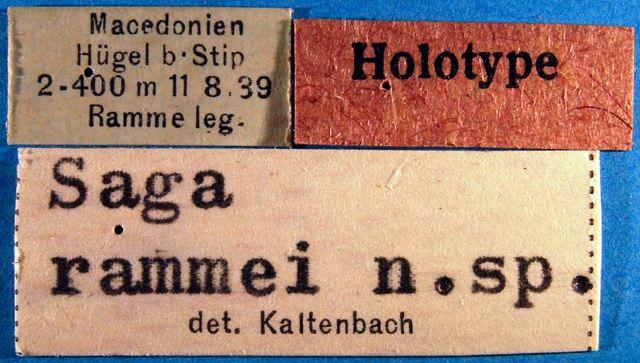 Macedonien
Hügel b. Stip
2-400 m 11 8.39
Ramme leg.
Holotype
Saga
rammei n.sp.
det. Kaltenbach